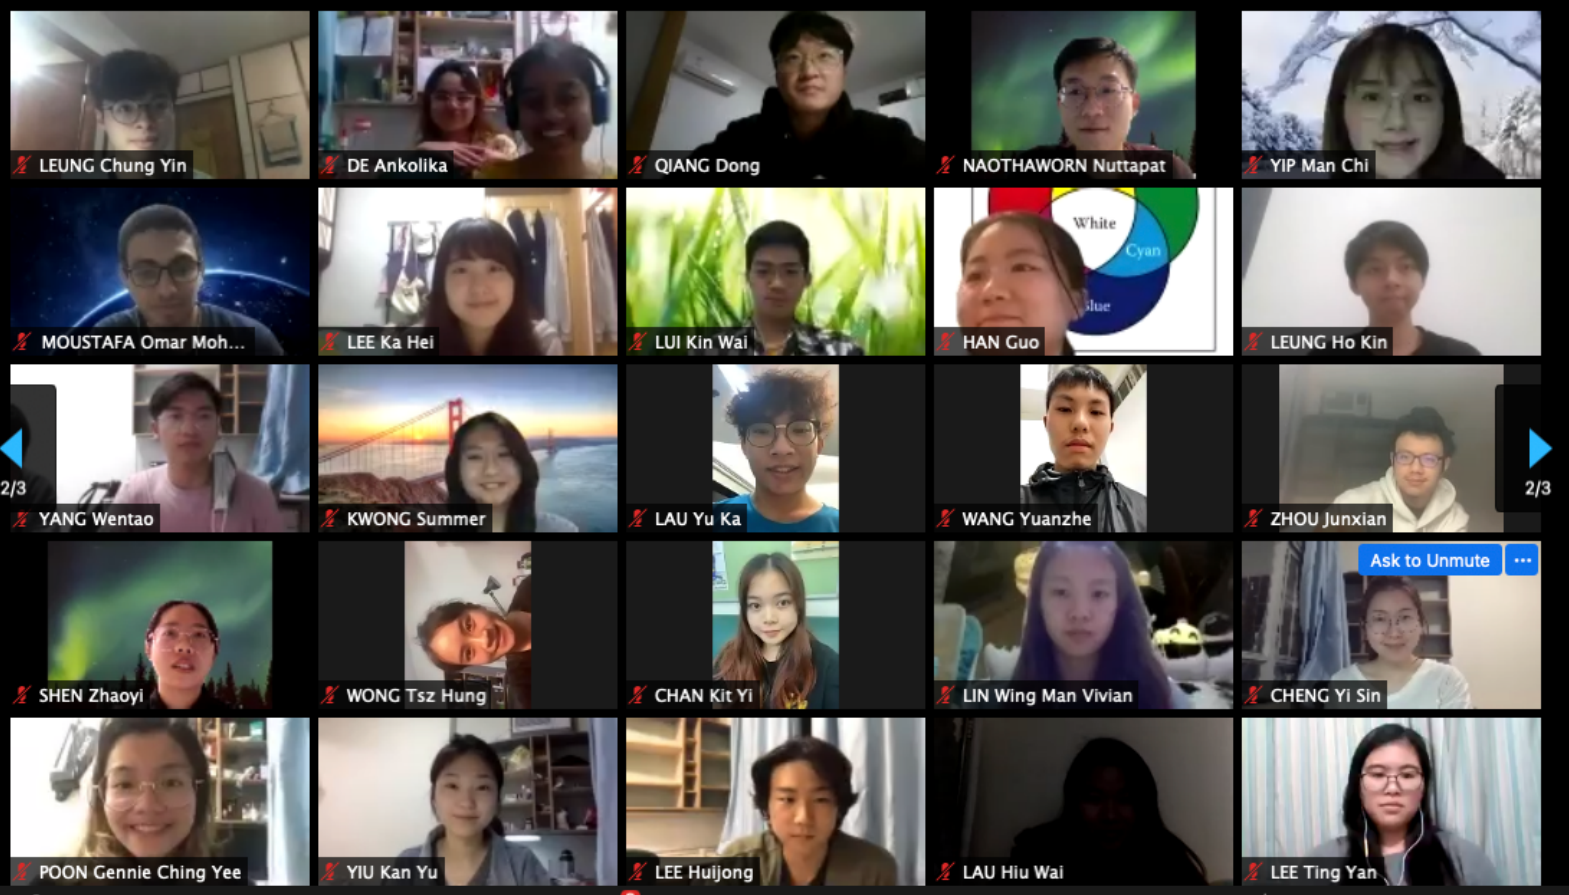 LEUNG Chung Yin
DE Ankolika
QIANG Dong
NAOTHAWORN Nuttapat
YIP Man Chi
MOUSTAFA Omar Moh...
LEE Ka Hei
LUI Kin Wai
White
Cyan
Blue
HAN Guo
LEUNG Ho Kin
2/3
YANG Wentao
KWONG Summer
LAU Yu Ka
WANG Yuanzhe
ZHOU Junxian
2/3
Ask to Unmute
...
SHEN Zhaoyi
WONG Tsz Hung
CHAN Kit Yi
LIN Wing Man Vivian
CHENG Yi Sin
POON Gennie Ching Yee
YIU Kan Yu
LEE Huijong
LAU Hiu Wai
LEE Ting Yan